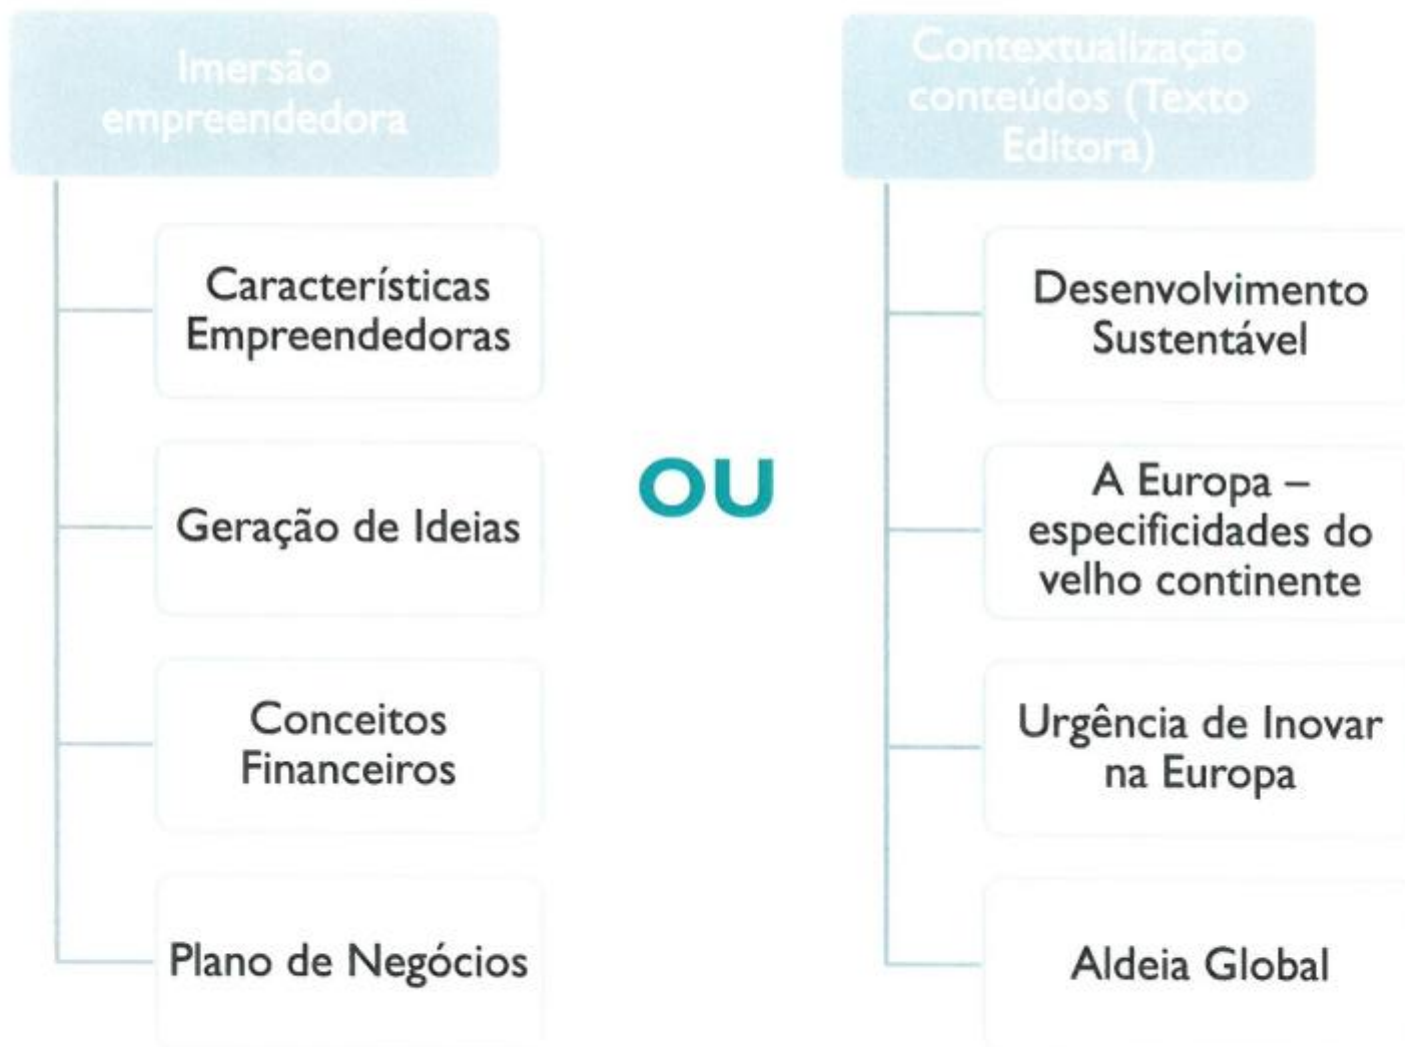 Imersão
empreendedora
Características
Empreendedoras
Geração de Ideias
Conceitos
Financeiros
Plano de Negócios
OU
Contextualização
conteúdos (Texto
Editora)
Desenvolvimento
Sustentável
A Europa –
especificidades do
velho continente
Urgência de Inovar
na Europa
Aldeia Global